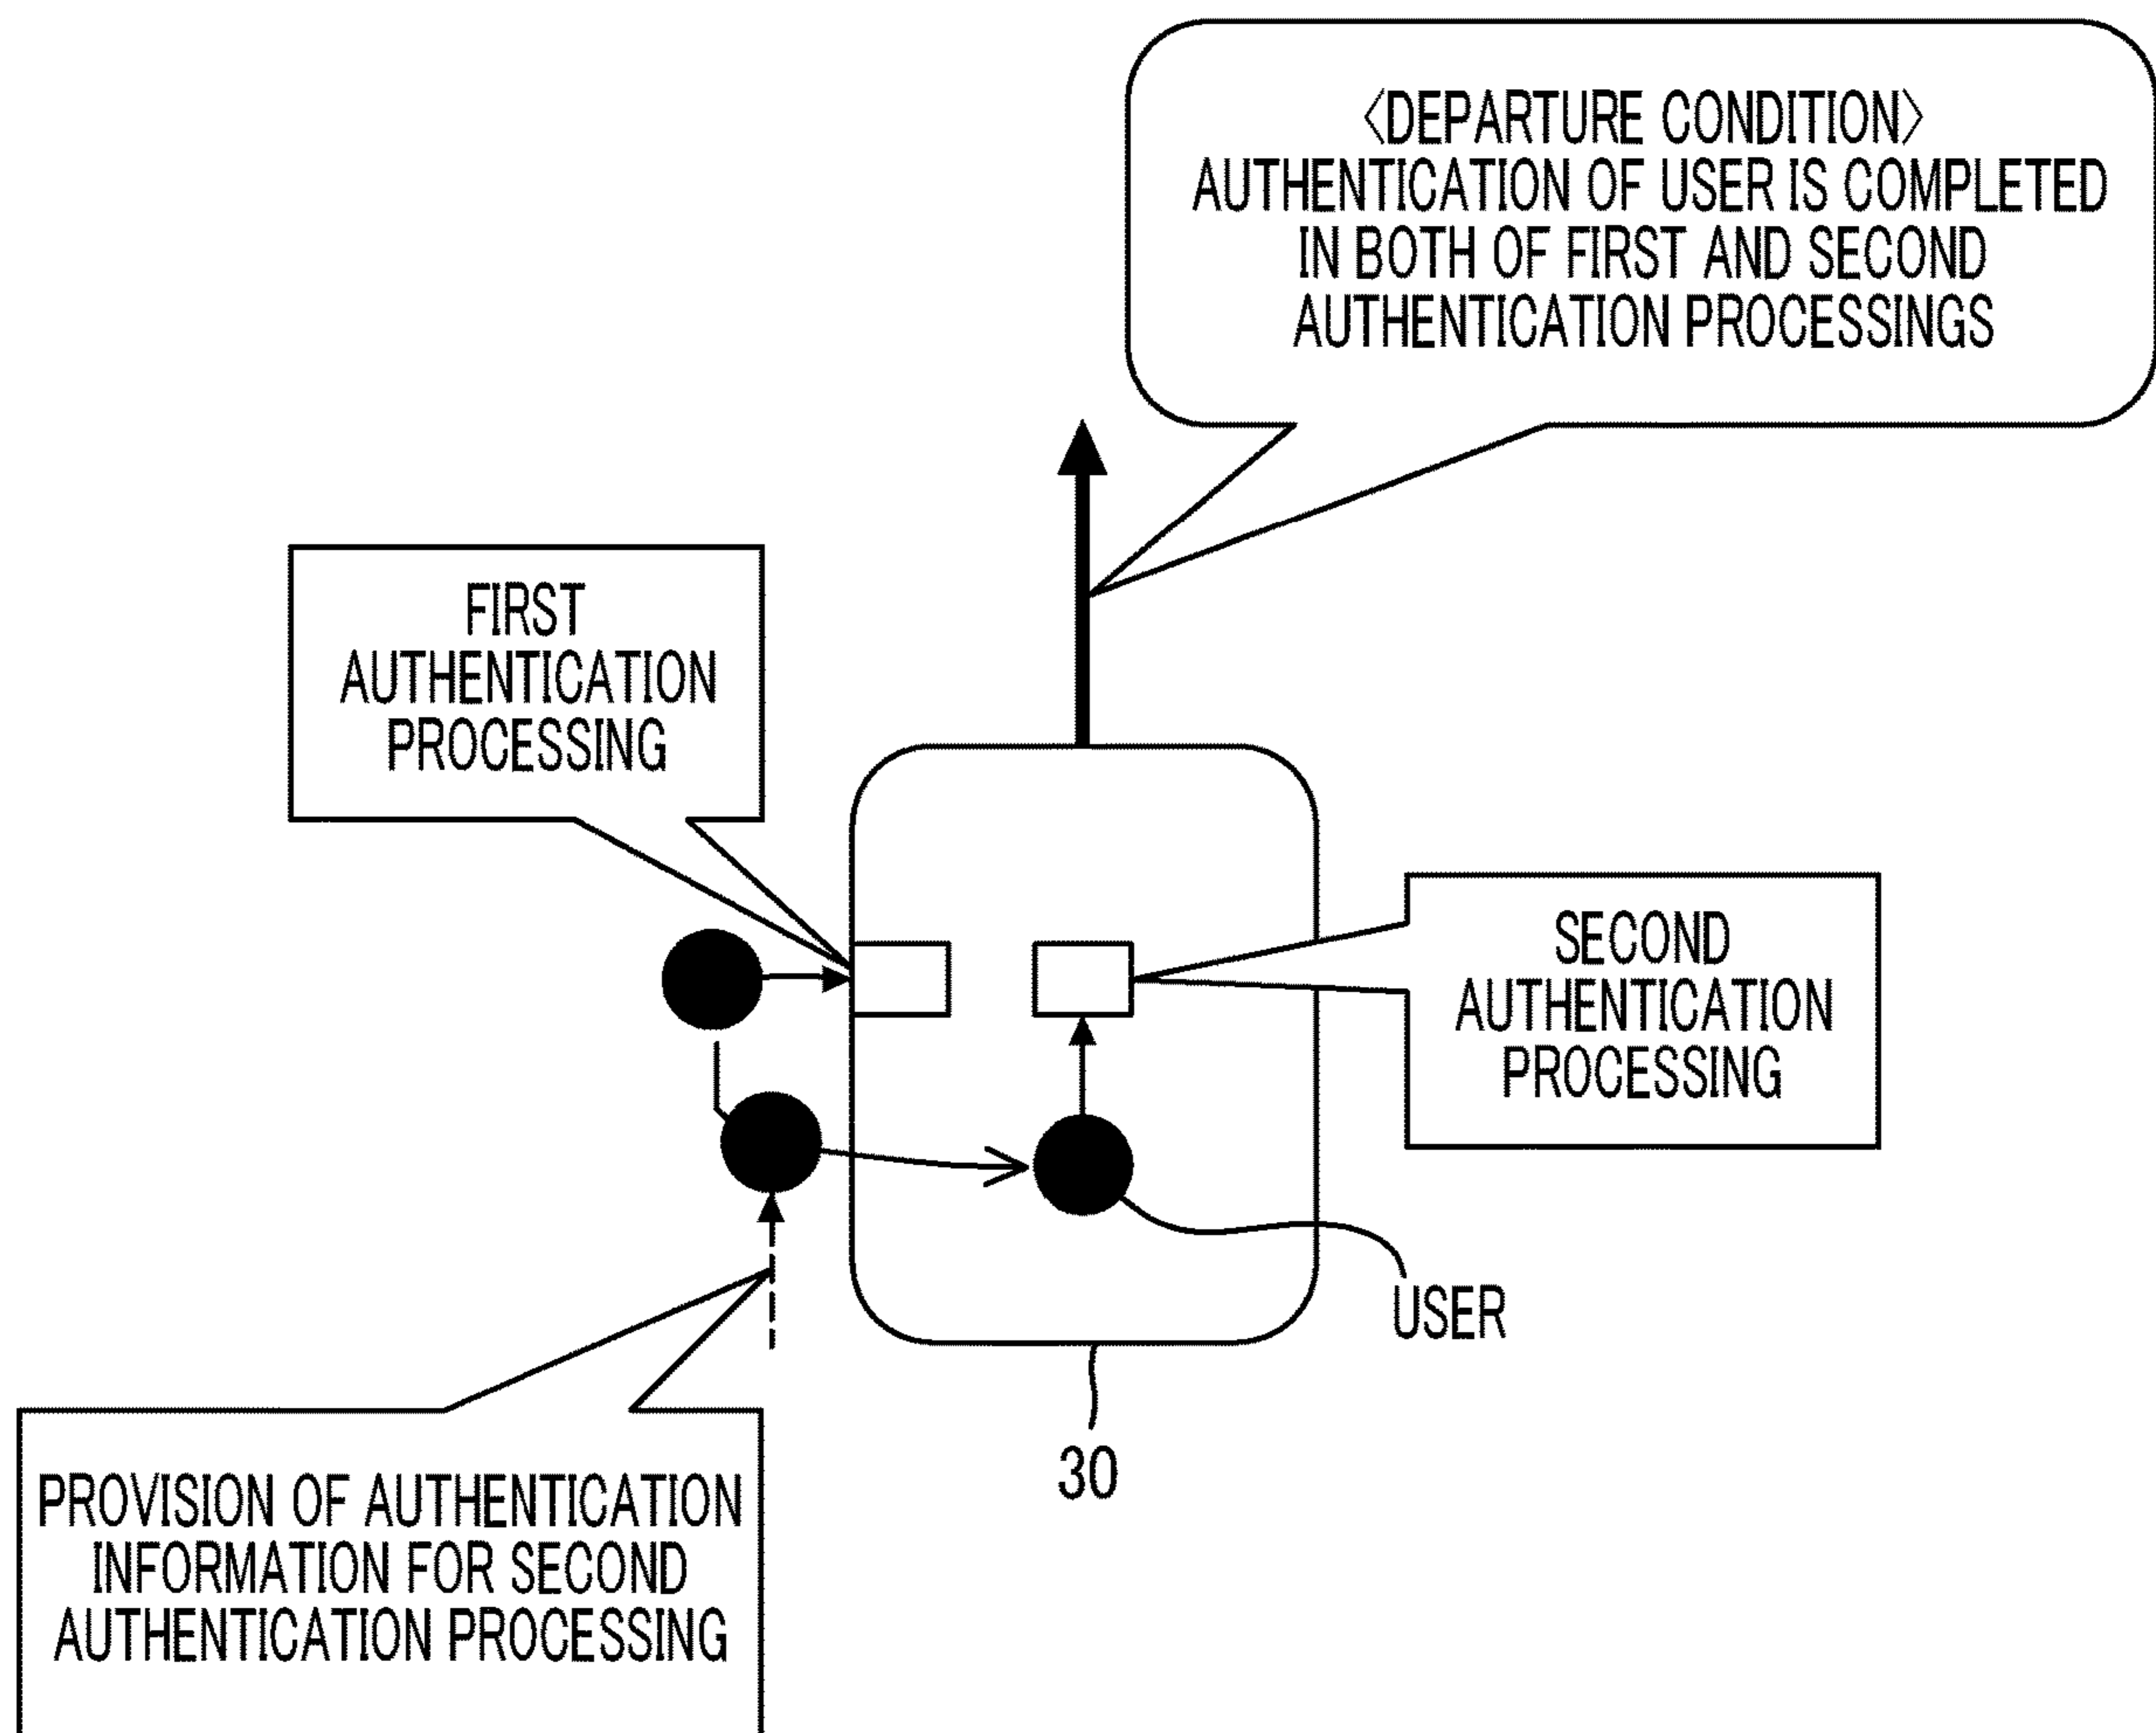 〈DEPARTURE CONDITION〉
AUTHENTICATION OF USER IS COMPLETED
IN BOTH OF FIRST AND SECOND
AUTHENTICATION PROCESSINGS
FIRST
AUTHENTICATION
PROCESSING
SECOND
AUTHENTICATION
PROCESSING
USER
30
PROVISION OF AUTHENTICATION
INFORMATION FOR SECOND
AUTHENTICATION PROCESSING